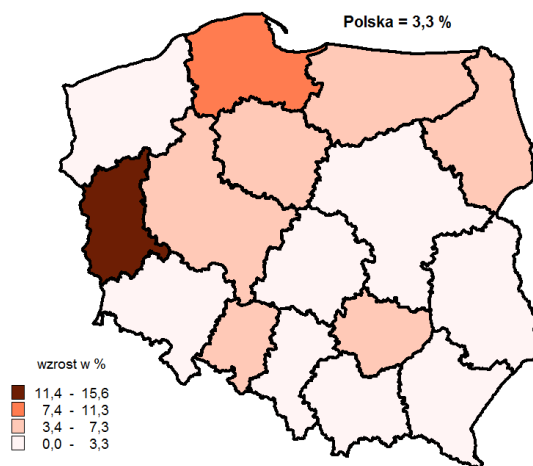 Polska = 3,3 %
wzrost w %
11,4 - 15,6
7,4 - 11,3
3,4 - 7,3
0,0 - 3,3